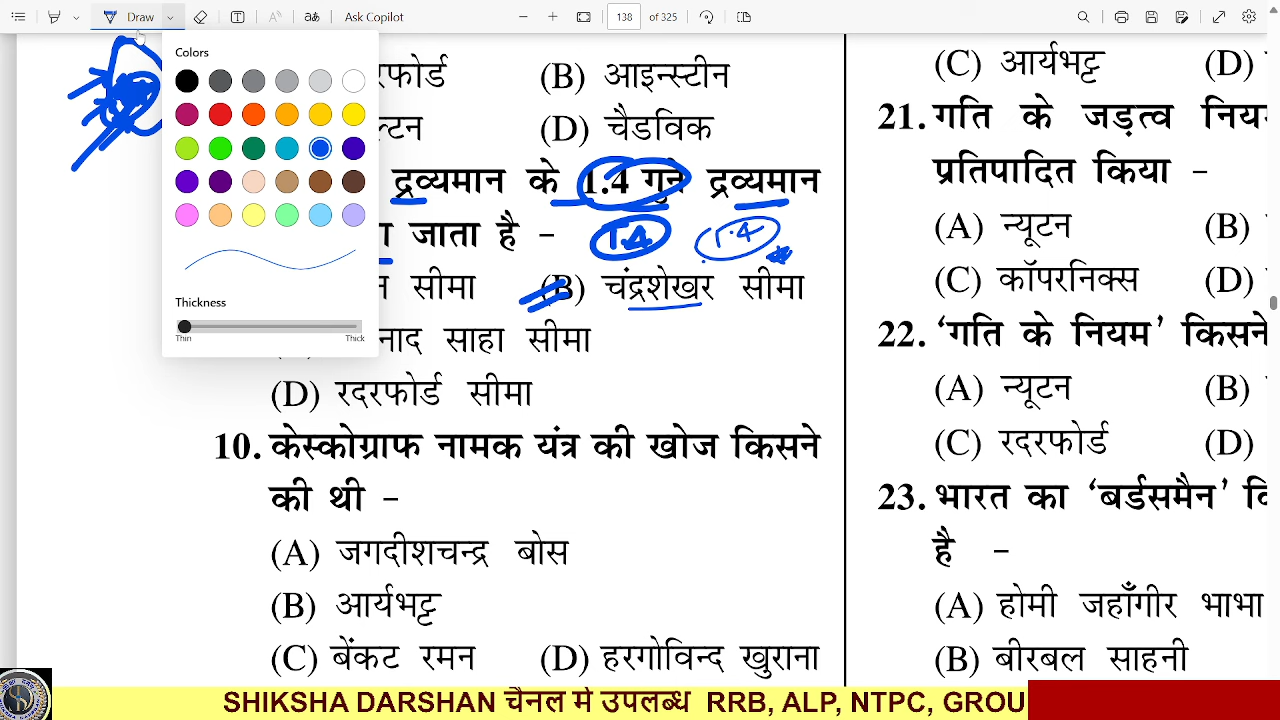 Draw
Ask Copilot
138 of 325
Colors
Thickness
Thin Thick
रफोर्ड (B) आइन्स्टीन
ल्टन (D) चैडविक
द्रव्यमान के 1.4 गुने द्रव्यमान
जाता है -
1.4 1.4
सीमा (B) चंद्रशेखर सीमा
नाद साहा सीमा
(D) रदरफोर्ड सीमा
10. केस्कोग्राफ नामक यंत्र की खोज किसने
की थी -
(A) जगदीशचन्द्र बोस
(B) आर्यभट्ट
(C) बेंकट रमन (D) हरगोविन्द खुराना
(C) आर्यभट्ट (D)
21. गति के जड़त्व नियम
प्रतिपादित किया -
(A) न्यूटन (B)
(C) कॉपरनिक्स (D)
22. ‘गति के नियम’ किसने
(A) न्यूटन (B)
(C) रदरफोर्ड (D)
23. भारत का ‘बर्डसमैन’
है -
(A) होमी जहाँगीर भाभा
(B) बीरबल साहनी
SHIKSHA DARSHAN चैनल में उपलब्ध RRB, ALP, NTPC, GROU